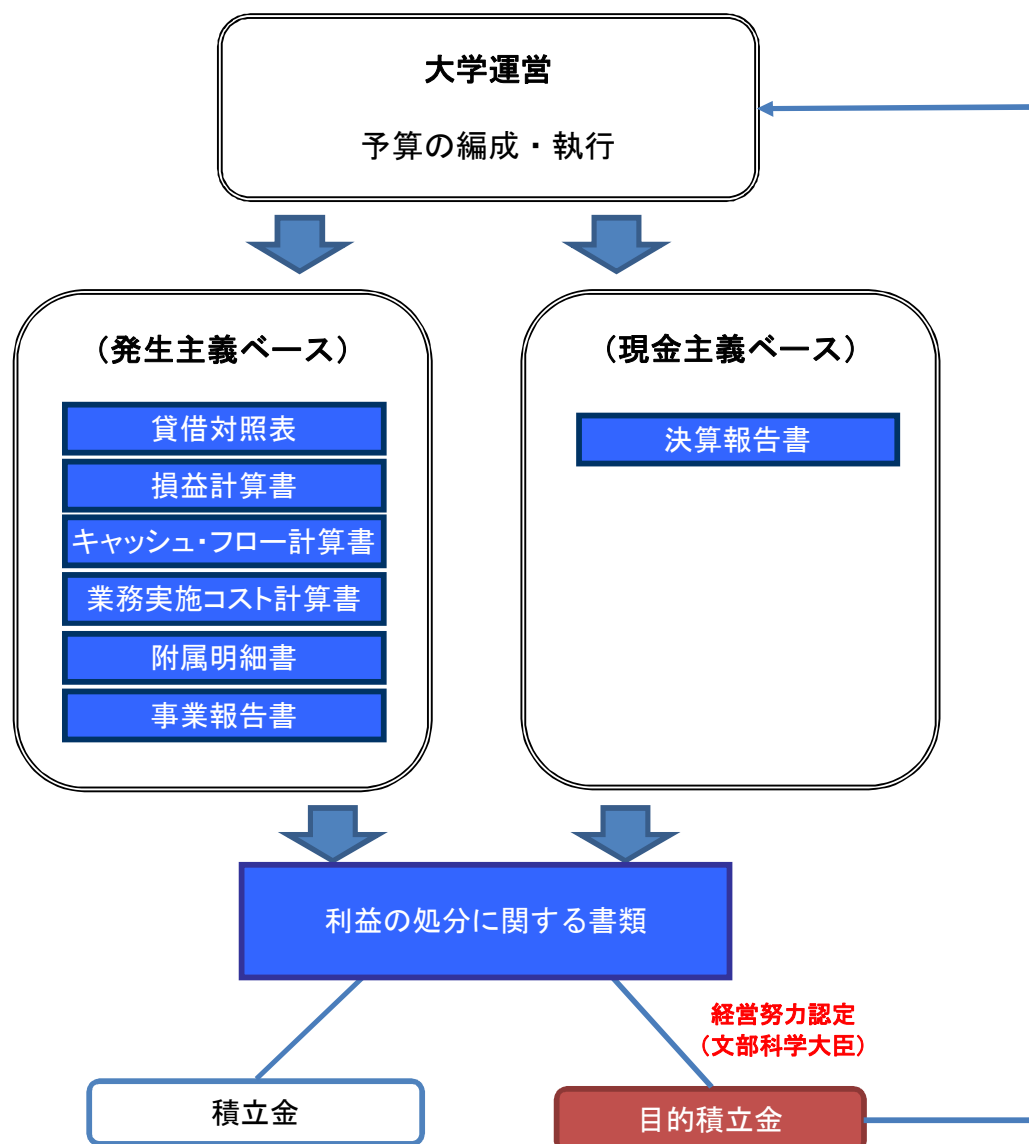 大学運営
予算の編成・執行
（発生主義ベース）
貸借対照表
損益計算書
キャッシュ・フロー計算書
業務実施コスト計算書
附属明細書
事業報告書
（現金主義ベース）
決算報告書
利益の処分に関する書類
経営努力認定
（文部科学大臣）
積立金
目的積立金